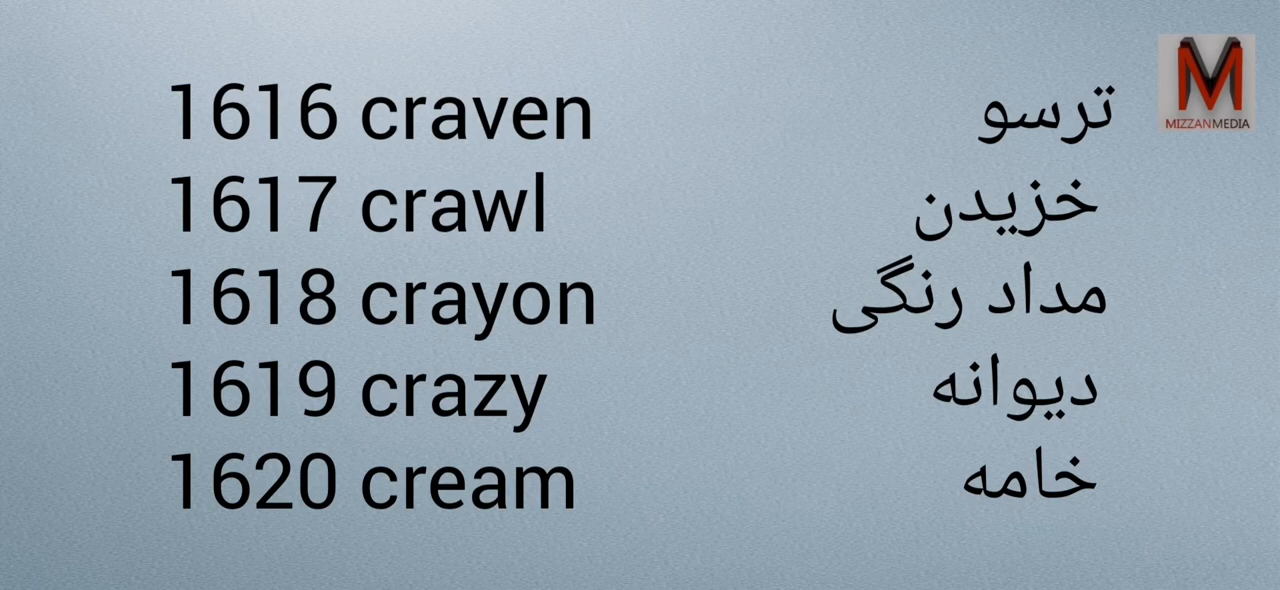 1616 craven ترسو
1617 crawl خزیدن
1618 crayon مداد رنگی
1619 crazy دیوانه
1620 cream خامه
MIZZANMEDIA